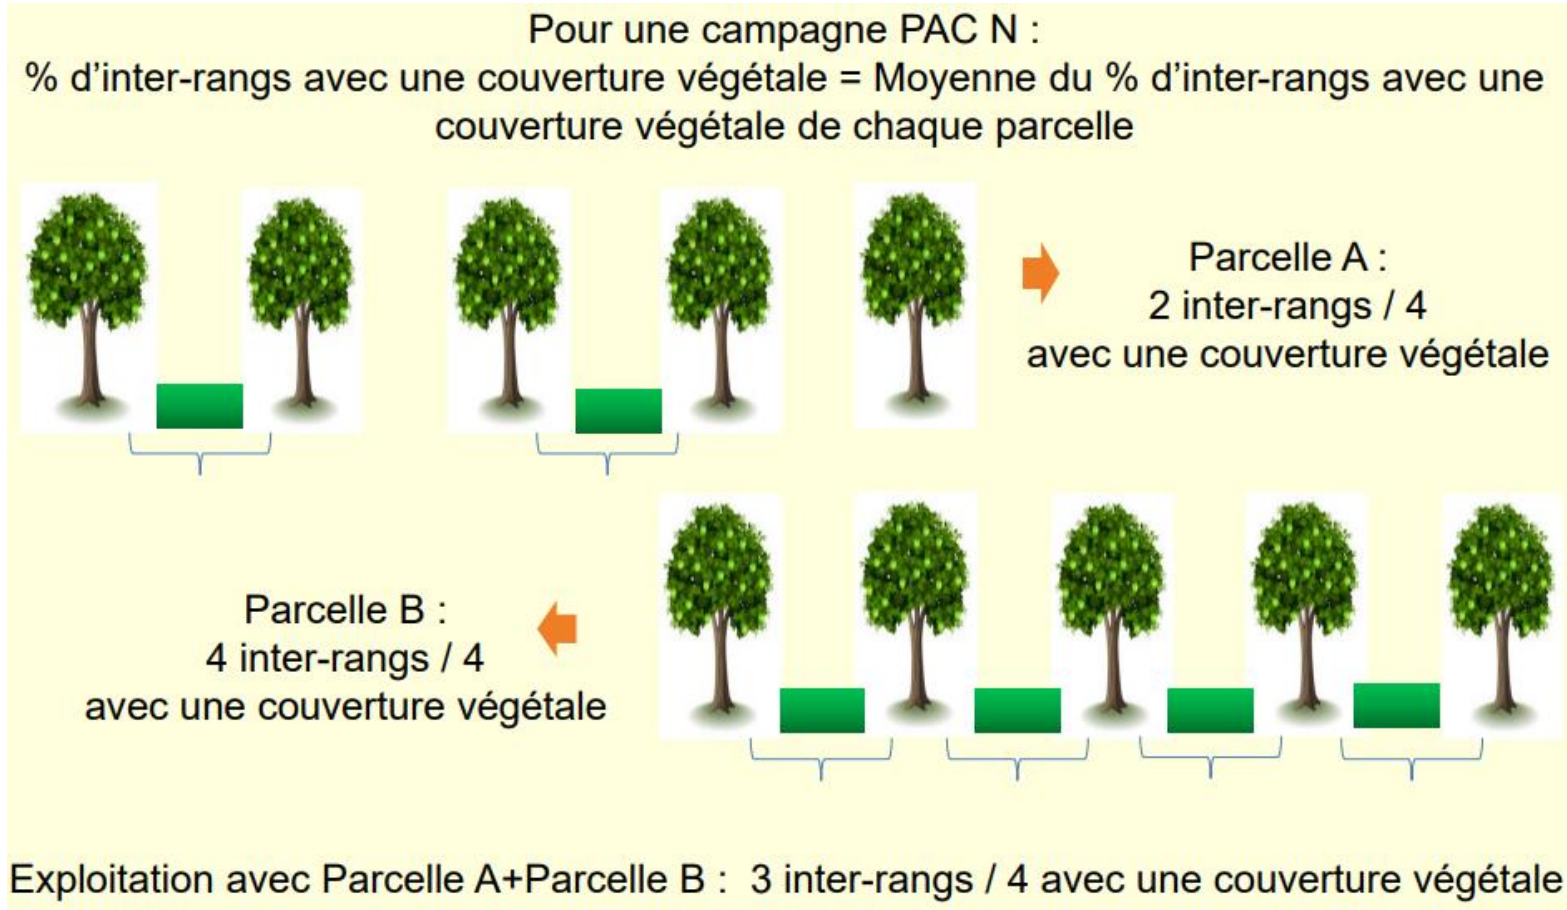 Pour une campagne PAC N :
% d’inter-rangs avec une couverture végétale = Moyenne du % d’inter-rangs avec une
couverture végétale de chaque parcelle
Parcelle A :
2 inter-rangs / 4
avec une couverture végétale
Parcelle B :
4 inter-rangs / 4
avec une couverture végétale
Exploitation avec Parcelle A+Parcelle B : 3 inter-rangs / 4 avec une couverture végétale